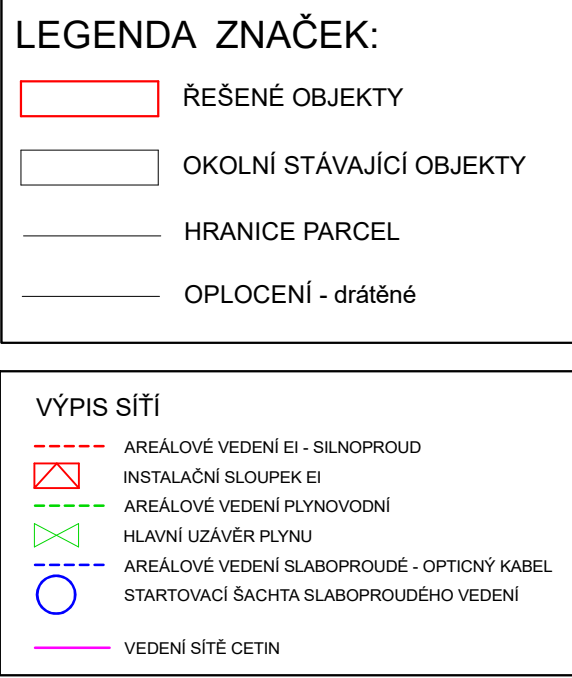 LEGENDA ZNAČEK:
ŘEŠENÉ OBJEKTY
OKOLNÍ STÁVAJÍCÍ OBJEKTY
HRANICE PARCEL
OPLOCENÍ - drátěné
VÝPIS SÍŤÍ
AREÁLOVÉ VEDENÍ EI - SILNOPROUD
INSTALAČNÍ SLOUPEK EI
AREÁLOVÉ VEDENÍ PLYNOVODNÍ
HLAVNÍ UZÁVĚR PLYNU
AREÁLOVÉ VEDENÍ SLABOPROUDÉ - OPTICNÝ KABEL
STARTOVACÍ ŠACHTA SLABOPROUDÉHO VEDENÍ
VEDENÍ SÍTĚ CETIN